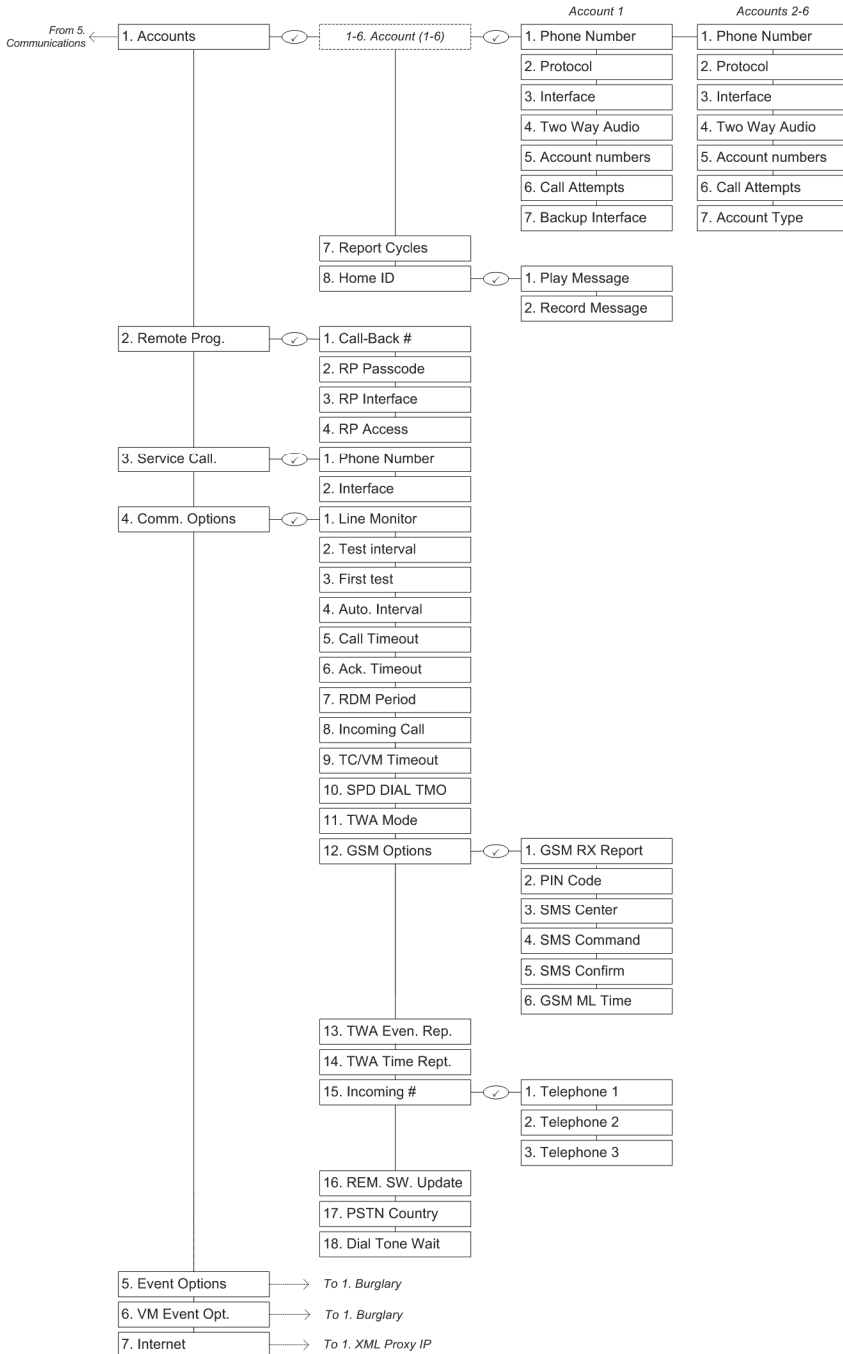 Account 1
Accounts 2-6
From 5.
Communications
1. Accounts
1-6. Account (1-6)
1. Phone Number
1. Phone Number
2. Protocol
2. Protocol
3. Interface
3. Interface
4. Two Way Audio
4. Two Way Audio
5. Account numbers
5. Account numbers
6. Call Attempts
6. Call Attempts
7. Backup Interface
7. Account Type
7. Report Cycles
8. Home ID
1. Play Message
2. Record Message
2. Remote Prog.
1. Call-Back #
2. RP Passcode
3. RP Interface
4. RP Access
3. Service Call.
1. Phone Number
2. Interface
4. Comm. Options
1. Line Monitor
2. Test interval
3. First test
4. Auto. Interval
5. Call Timeout
6. Ack. Timeout
7. RDM Period
8. Incoming Call
9. TC/VM Timeout
10. SPD DIAL TMO
11. TWA Mode
12. GSM Options
1. GSM RX Report
2. PIN Code
3. SMS Center
4. SMS Command
5. SMS Confirm
6. GSM ML Time
13. TWA Even. Rep.
14. TWA Time Rept.
15. Incoming #
1. Telephone 1
2. Telephone 2
3. Telephone 3
16. REM. SW. Update
17. PSTN Country
18. Dial Tone Wait
5. Event Options
To 1. Burglary
6. VM Event Opt.
To 1. Burglary
7. Internet
To 1. XML Proxy IP